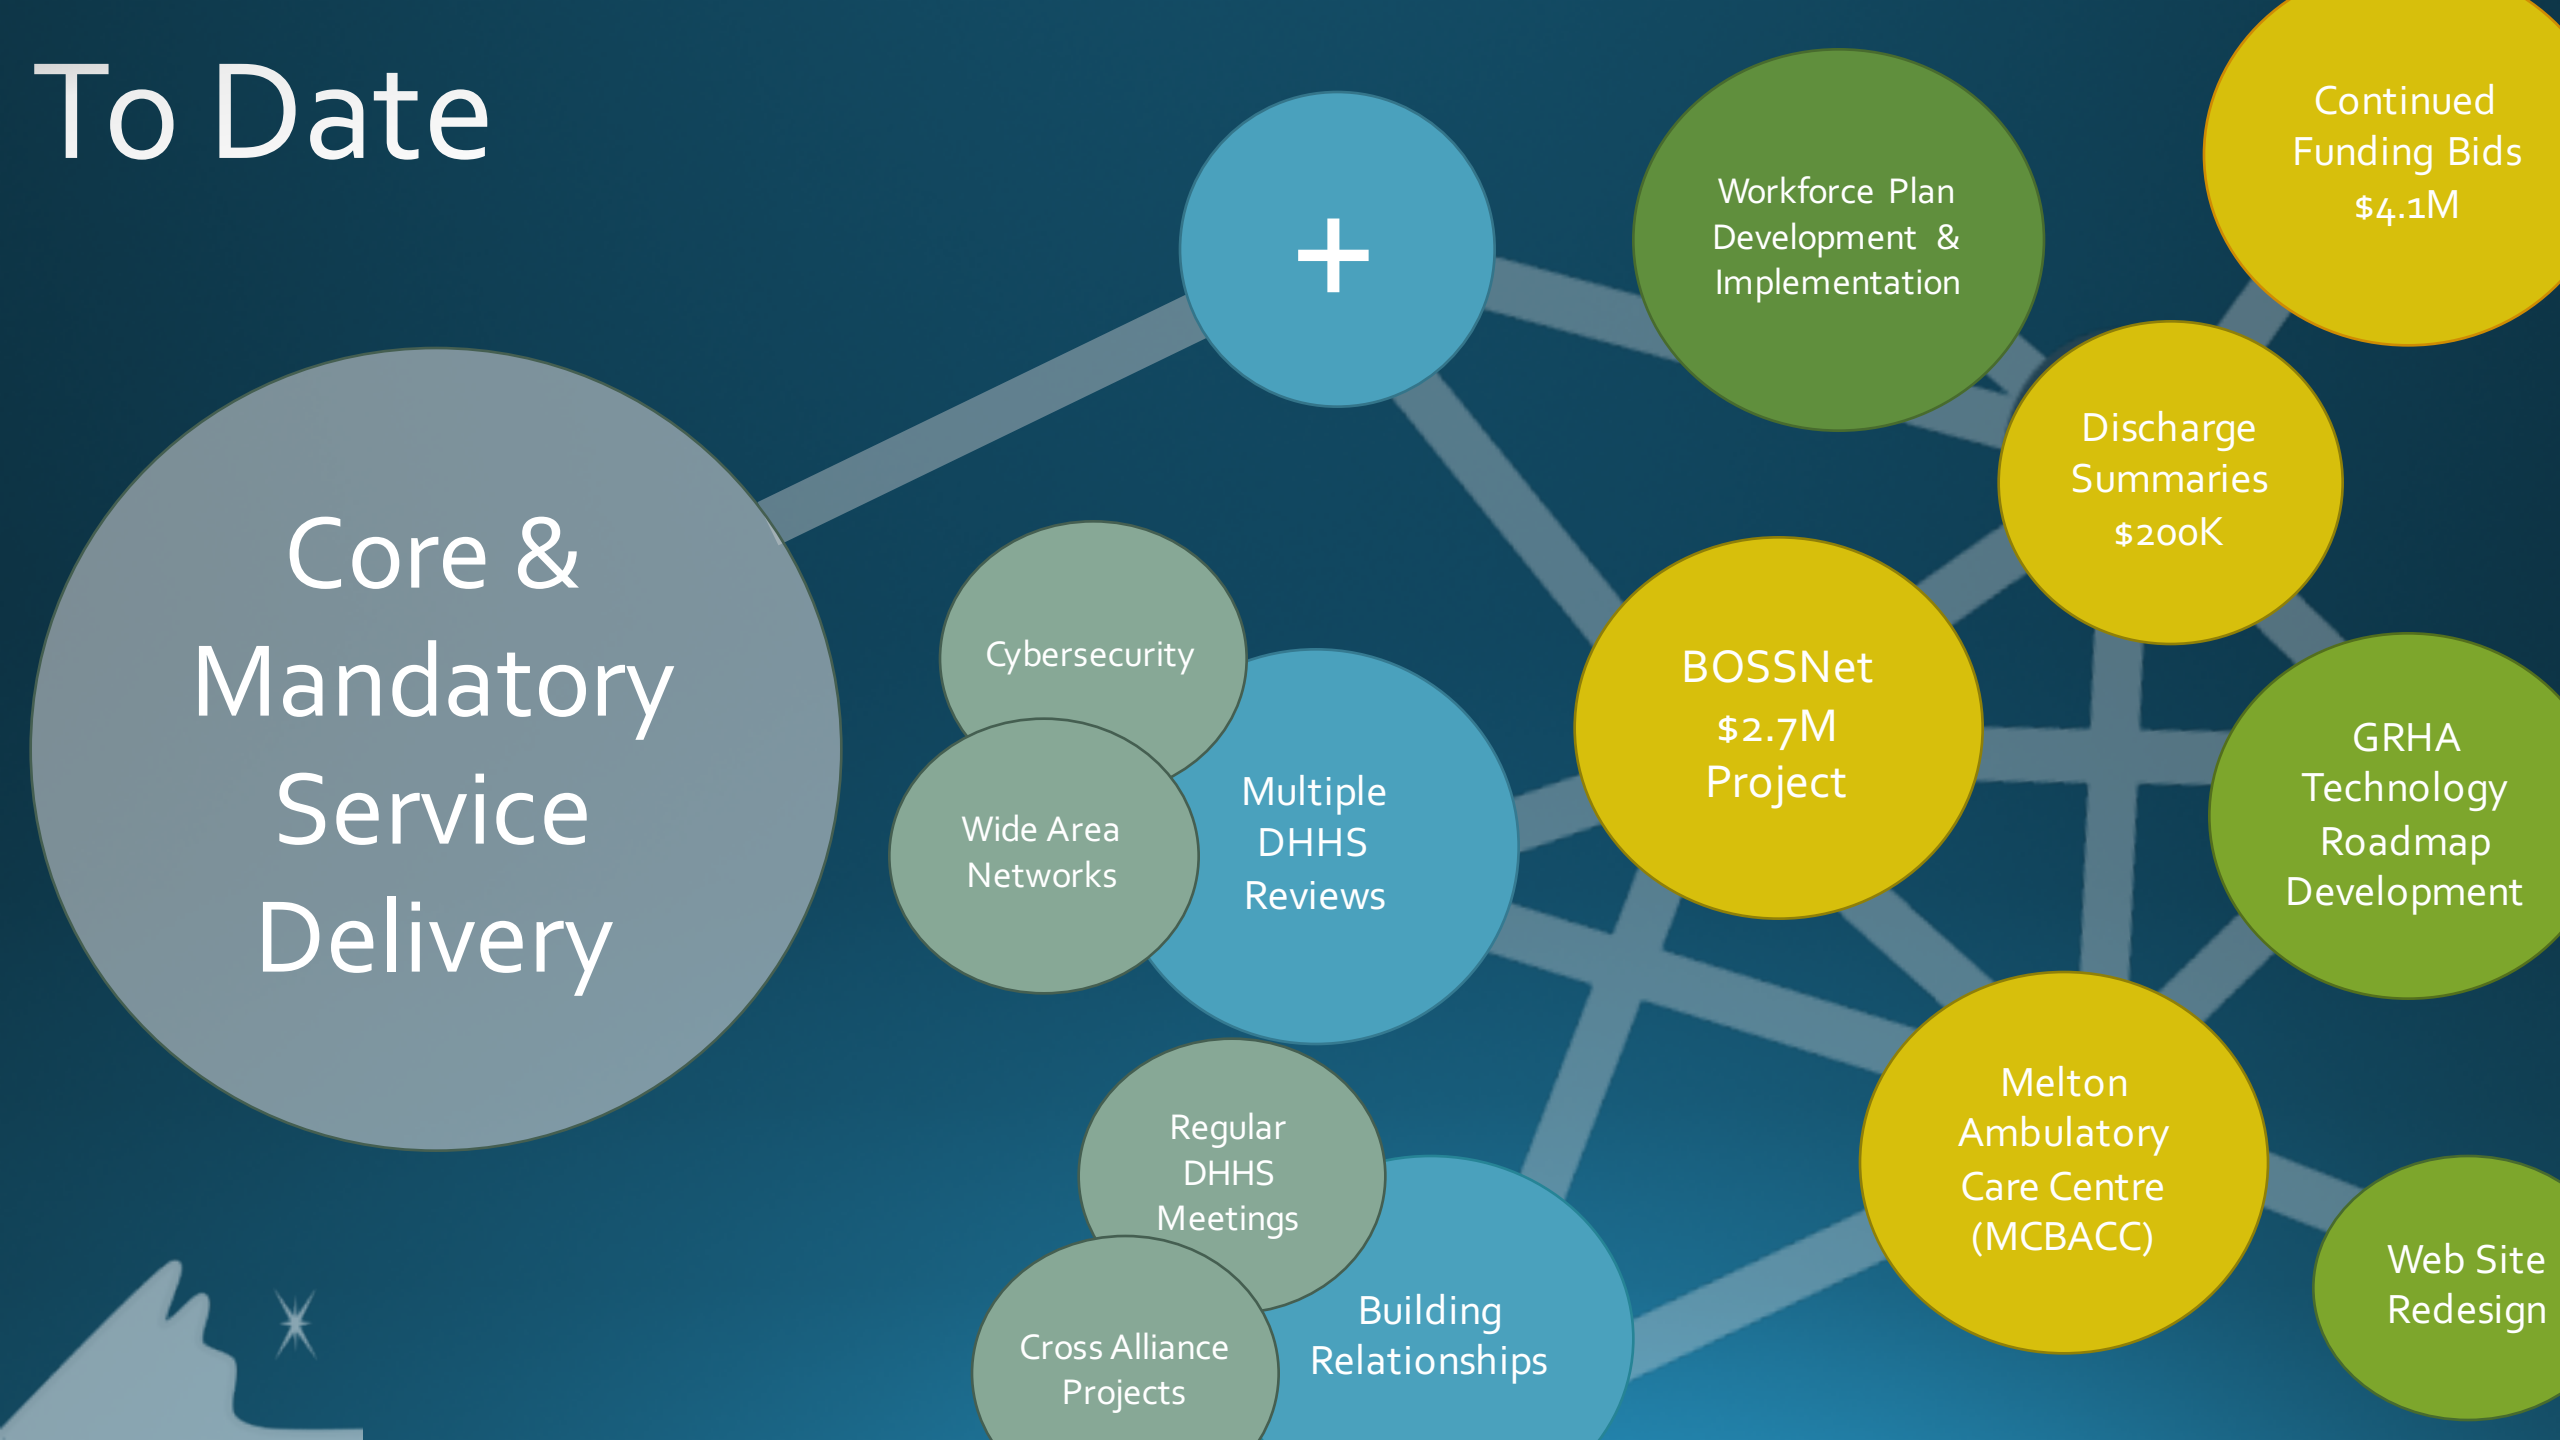 To Date
Core &
Mandatory
Service
Delivery
+
Workforce Plan
Development &
Implementation
Continued
Funding Bids
$4.1M
Discharge
Summaries
$200K
Cybersecurity
Wide Area
Networks
Multiple
DHHS
Reviews
BOSSNet
$2.7M
Project
GRHA
Technology
Roadmap
Development
Regular
DHHS
Meetings
Cross Alliance
Projects
Building
Relationships
Melton
Ambulatory
Care Centre
(MCBACC)
Web Site
Redesign